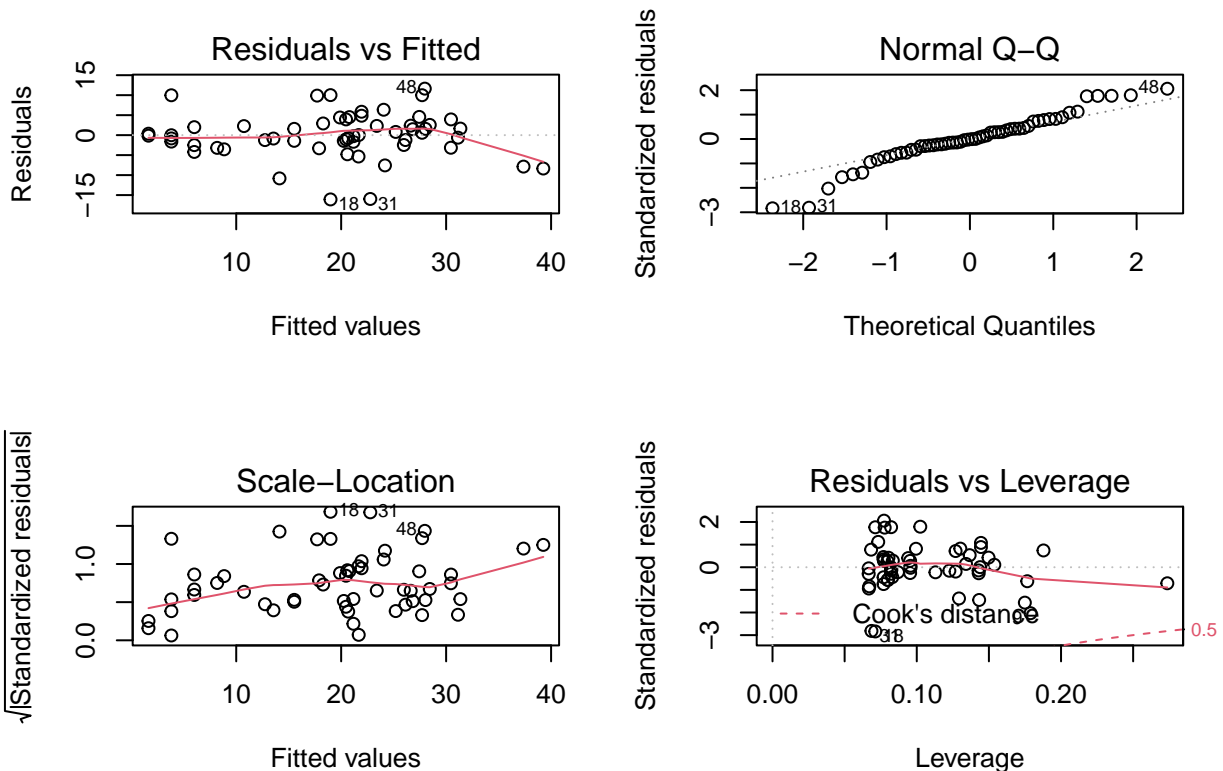 Residuals vs Fitted
Residuals
15
0
−15
48
18
31
10
20
30
40
Fitted values
Normal Q−Q
Standardized residuals
2
0
−3
48
18
31
−2
−1
0
1
2
Theoretical Quantiles
Scale−Location
√|Standardized residuals|
1.0
0.0
18
31
48
10
20
30
40
Fitted values
Residuals vs Leverage
Standardized residuals
2
0
−3
Cook's distance
0.5
0.00
0.10
0.20
Leverage